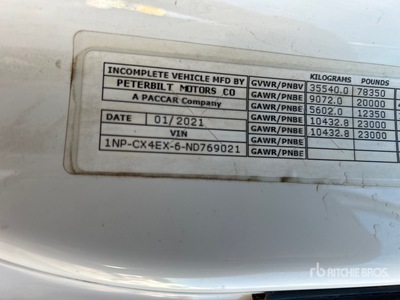 KILOGRAMS POUNDS
INCOMPLETE VEHICLE MFD BY GVWR/PNBV 35540.0 78350
PETERBILT MOTORS CO GAWR/PNBE 9072.0 20000
A PACCAR Company GAWR/PNBE 5602.0 12350
DATE 01/2021 GAWR/PNBE 10432.8 23000
VIN GAWR/PNBE 10432.8 23000
1NP-CX4EX-6-ND769021 GAWR/PNBE
rb RITCHIE BROS